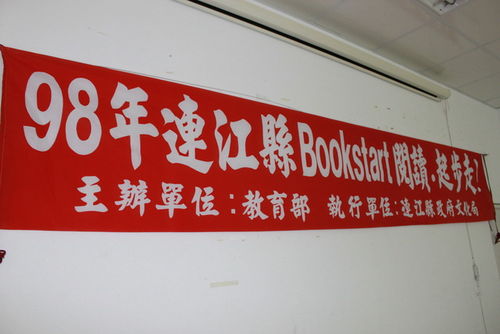 98年連江縣Bookstart閱讀‧起步走!
主辦單位：教育部 執行單位：連江縣政府文化局